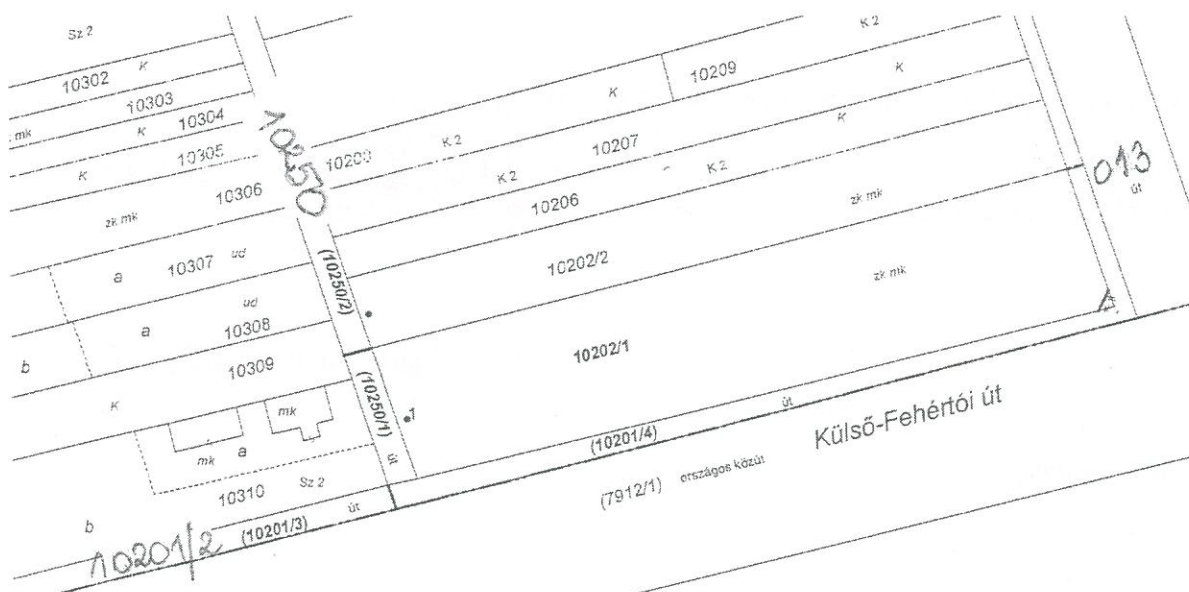 Sz 2
K 2
10302 K
10209
10303
K
K
mk
K 10304
K 2
10207
K
10305
K
10250
K 2
K 2
013
út
10306
10206
zk mk
zk mk
10202/2
a 10307 ud
(10250/2)
zk mk
ud
a
10308
b
10309
10202/1
K
(10250/1)
mk
1
út
mk a
(10201/4)
Külső-Fehértói út
út
10310 Sz 2
(7912/1) országos közút
b
(10201/3) út
10201/2